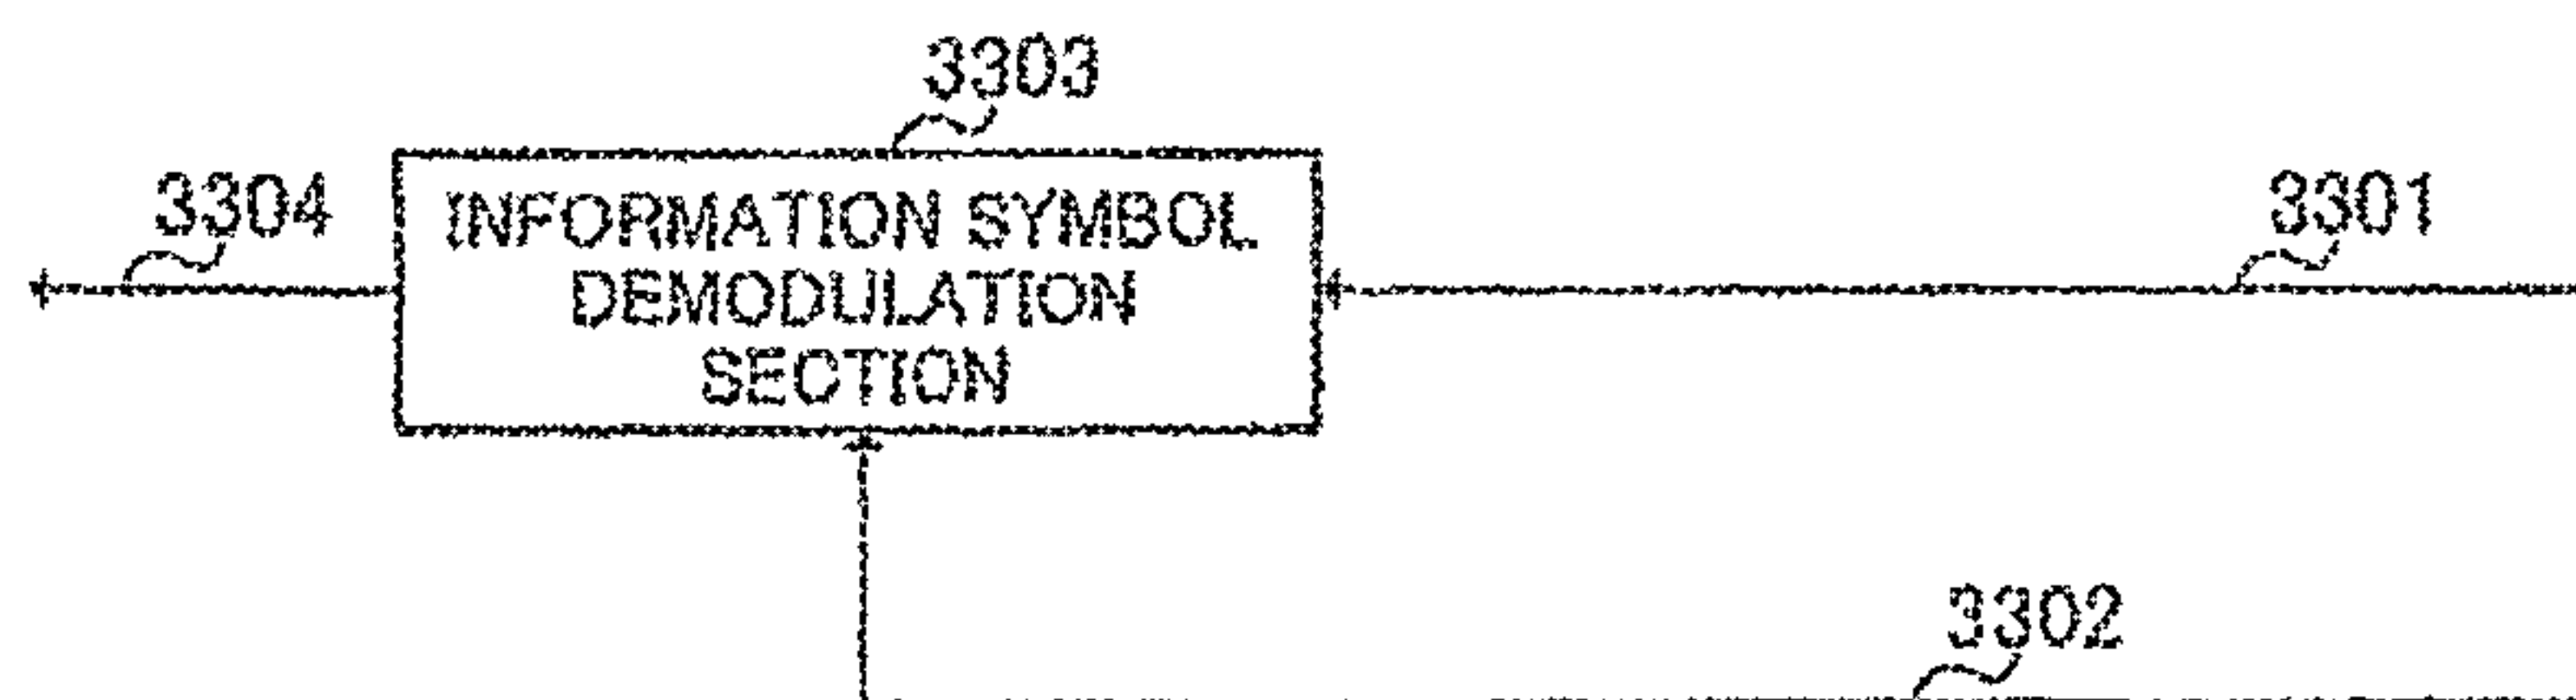 3303
3304
INFORMATION SYMBOL
DEMODULATION
SECTION
3301
3302